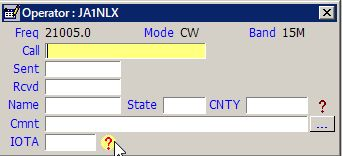 Operator : JA1NLX
Freq 21005.0 Mode CW Band 15M
Call
Sent
Rcvd
Name State CNTY ?
Cmnt ...
IOTA ?